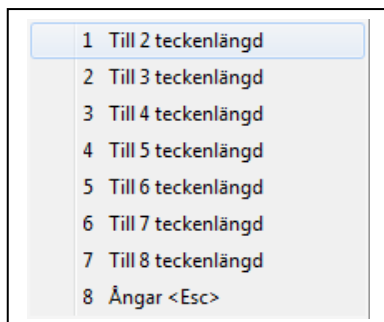 1 Till 2 teckenlängd
2 Till 3 teckenlängd
3 Till 4 teckenlängd
4 Till 5 teckenlängd
5 Till 6 teckenlängd
6 Till 7 teckenlängd
7 Till 8 teckenlängd
8 Ångar <Esc>